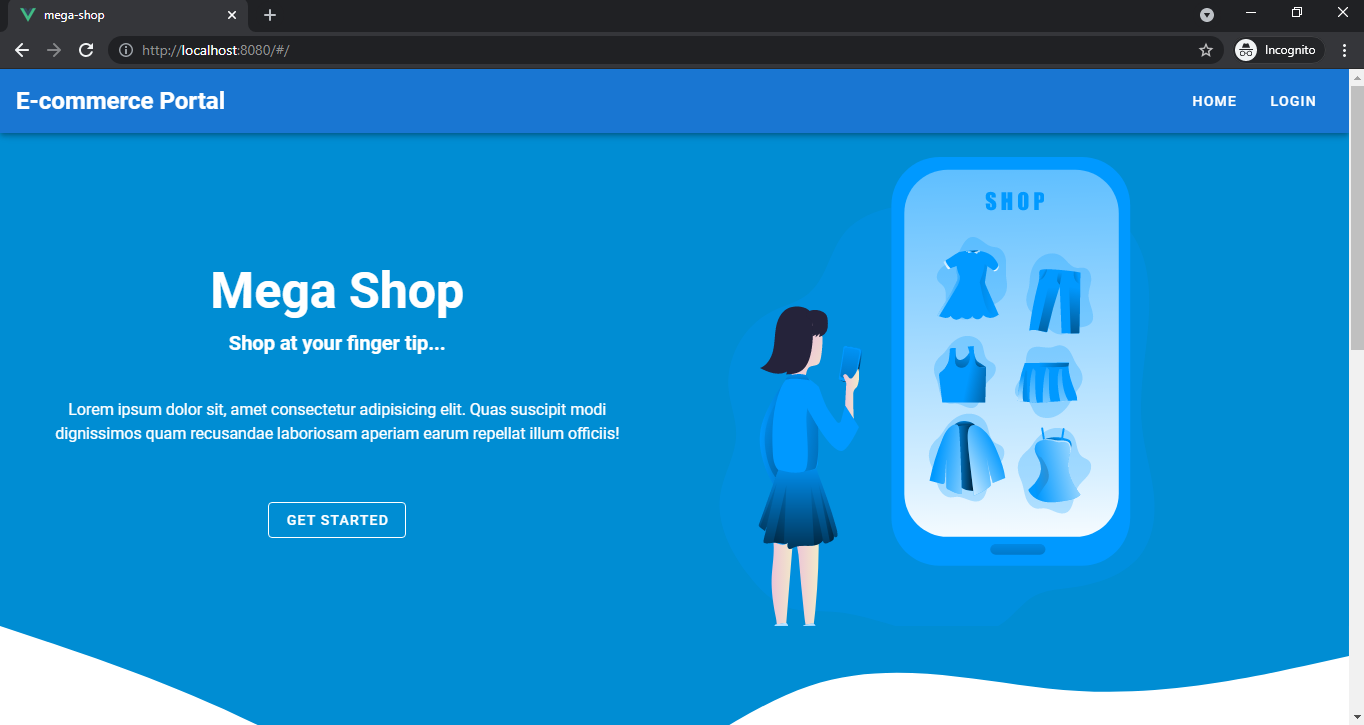 mega-shop
http://localhost:8080/#/
Incognito
E-commerce Portal
HOME
LOGIN
SHOP
Mega Shop
Shop at your finger tip...
Lorem ipsum dolor sit, amet consectetur adipisicing elit. Quas suscipit modi
dignissimos quam recusandae laboriosam aperiam earum repellat illum officiis!
GET STARTED